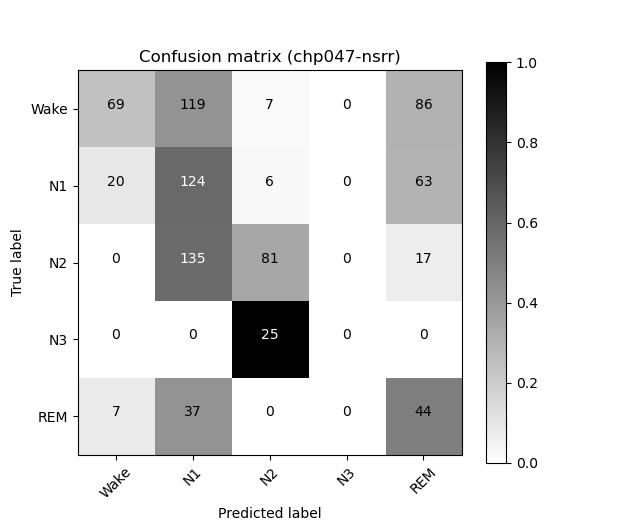 Confusion matrix (chp047-nsrr)
Wake 69 119 7 0 86
N1 20 124 6 0 63
N2 0 135 81 0 17
N3 0 0 25 0 0
REM 7 37 0 0 44
Wake N1 N2 N3 REM
Predicted label
True label
1.0
0.8
0.6
0.4
0.2
0.0